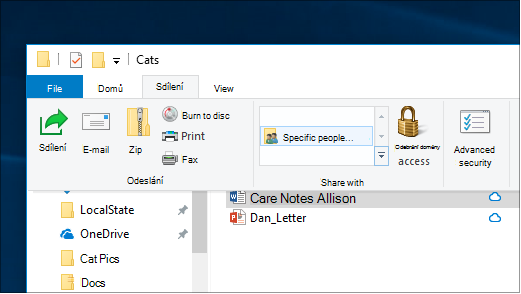 Cats
File
Domů
Sdílení
View
Sdílení
E-mail
Zip
Burn to disc
Print
Fax
Odeslání
Specific people...
Share with
Odebrání domény
access
Advanced
security
LocalState
OneDrive
Cat Pics
Docs
Care Notes Allison
Dan_Letter